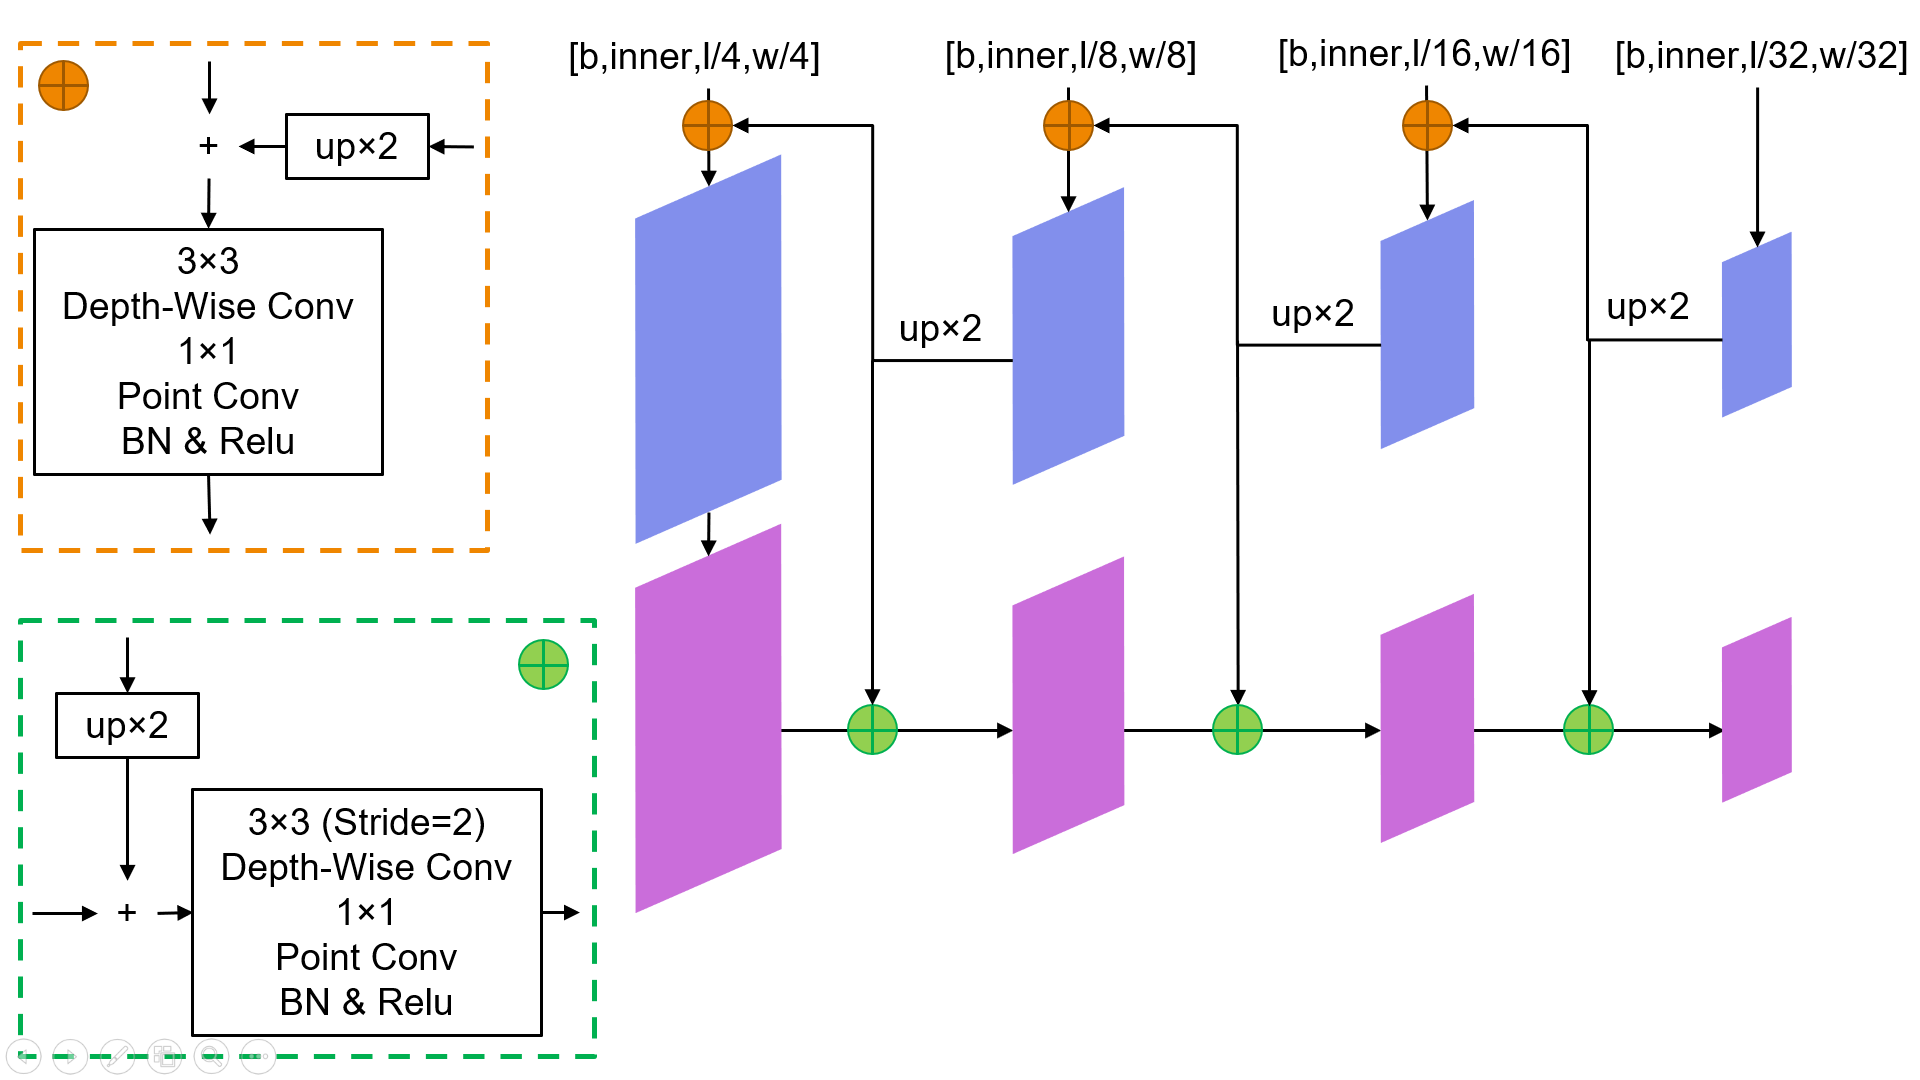 [b,inner,I/4,w/4]
[b,inner,I/8,w/8]
[b,inner,I/16,w/16]
[b,inner,I/32,w/32]
+
up×2
3×3
Depth-Wise Conv
1×1
Point Conv
BN & Relu
up×2
up×2
up×2
up×2
+
3×3 (Stride=2)
Depth-Wise Conv
1×1
Point Conv
BN & Relu